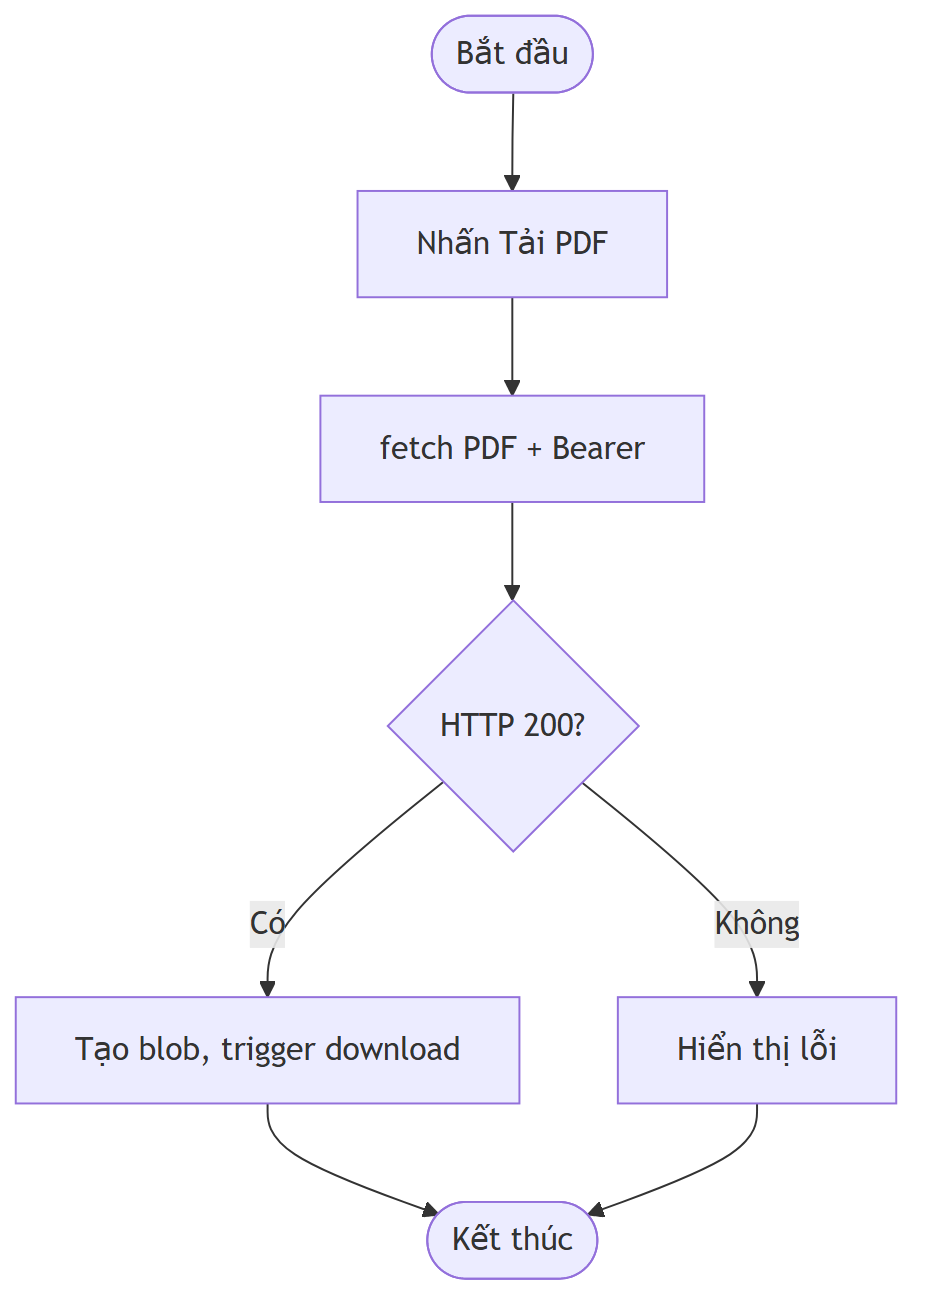 Bắt đầu
Nhấn Tải PDF
fetch PDF + Bearer
HTTP 200?
Có
Không
Tạo blob, trigger download
Hiển thị lỗi
Kết thúc